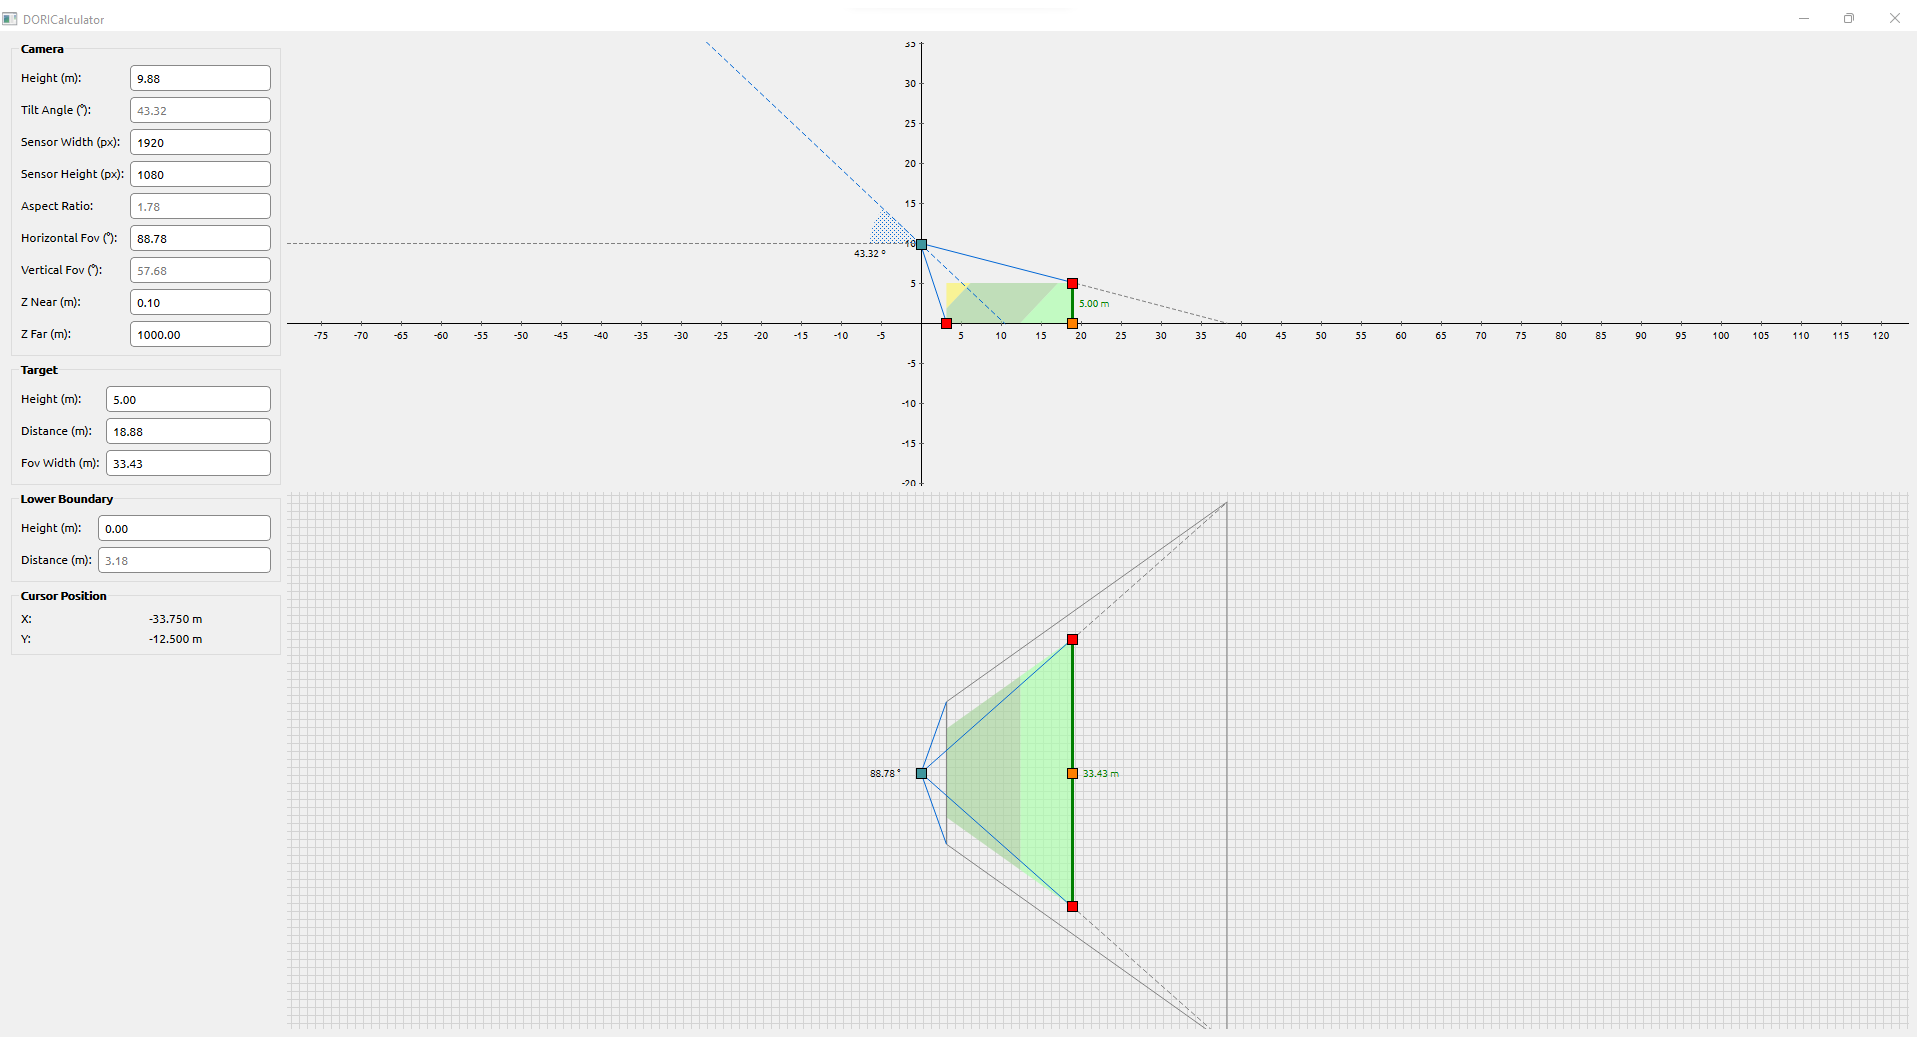 DORICalculator
Camera
Height (m): 9.88
Tilt Angle (°): 43.32
Sensor Width (px): 1920
Sensor Height (px): 1080
Aspect Ratio: 1.78
Horizontal Fov (°): 88.78
Vertical Fov (°): 57.68
Z Near (m): 0.10
Z Far (m): 1000.00
Target
Height (m): 5.00
Distance (m): 18.88
Fov Width (m): 33.43
Lower Boundary
Height (m): 0.00
Distance (m): 3.18
Cursor Position
X: -33.750 m
Y: -12.500 m
35
30
25
20
15
10
43.32 °
5
5.00 m
-75 -70 -65 -60 -55 -50 -45 -40 -35 -30 -25 -20 -15 -10 -5 5 10 15 20 25 30 35 40 45 50 55 60 65 70 75 80 85 90 95 100 105 110 115 120
-5
-10
-15
-20
88.78 °
33.43 m